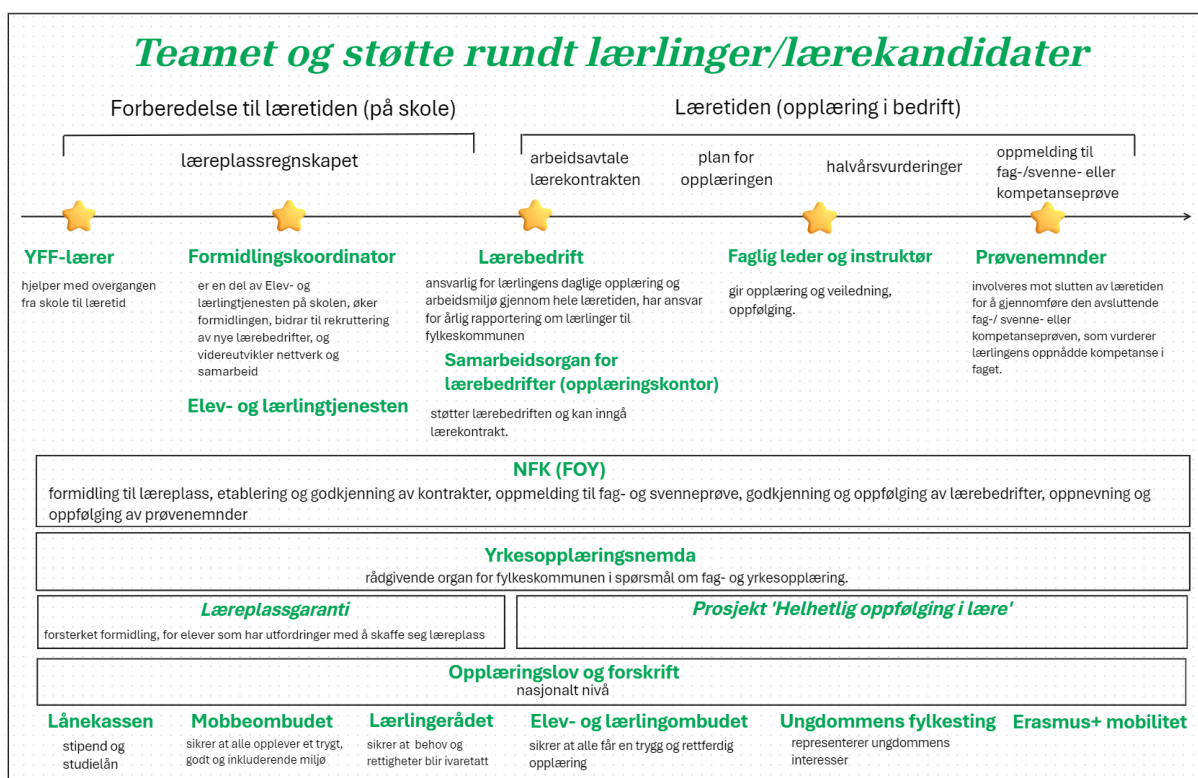 Teamet og støtte rundt lærlinger/lærekandidater
Forberedelse til læretiden (på skole)
Læretiden (opplæring i bedrift)
læreplassregnskapet
arbeidsavtale
lærekontrakten
plan for
opplæringen
halvårsvurderinger
oppmelding til
fag-/svenne- eller
kompetanseprøve
YFF-lærer
hjelper med overgangen
fra skole til læretid
Formidlingskoordinator
er en del av Elev- og
lærlingtjenesten på skolen, øker
formidlingen, bidrar til rekruttering
av nye lærebedrifter, og
videreutvikler nettverk og
samarbeid
Elev- og lærlingtjenesten
Lærebedrift
ansvarlig for lærlingens daglige opplæring og
arbeidsmiljø gjennom hele læretiden, har ansvar
for årlig rapportering om lærlinger til
fylkeskommunen
Samarbeidsorgan for
lærebedrifter (opplæringskontor)
støtter lærebedriften og kan inngå
lærekontrakt.
Faglig leder og instruktør
gir opplæring og veiledning,
oppfølging.
Prøvenemnder
involveres mot slutten av læretiden
for å gjennomføre den avsluttende
fag-/ svenne- eller
kompetanseprøven, som vurderer
lærlingens oppnådde kompetanse i
faget.
NFK (FOY)
formidling til læreplass, etablering og godkjenning av kontrakter, oppmelding til fag- og svenneprøve, godkjenning og oppfølging av lærebedrifter, oppnevning og
oppfølging av prøvenemnder
Yrkesopplæringsnemda
rådgivende organ for fylkeskommunen i spørsmål om fag- og yrkesopplæring.
Læreplassgaranti
forsterket formidling, for elever som har utfordringer med å skaffe seg læreplass
Prosjekt 'Helhetlig oppfølging i lære'
Opplæringslov og forskrift
nasjonalt nivå
Lånekassen
stipend og
studielån
Mobbeombudet
sikrer at alle opplever et trygt,
godt og inkluderende miljø
Lærlingerådet
sikrer at behov og
rettigheter blir ivaretatt
Elev- og lærlingombudet
sikrer at alle får en trygg og rettferdig
opplæring
Ungdommens fylkesting
representerer ungdommens
interesser
Erasmus+ mobilitet